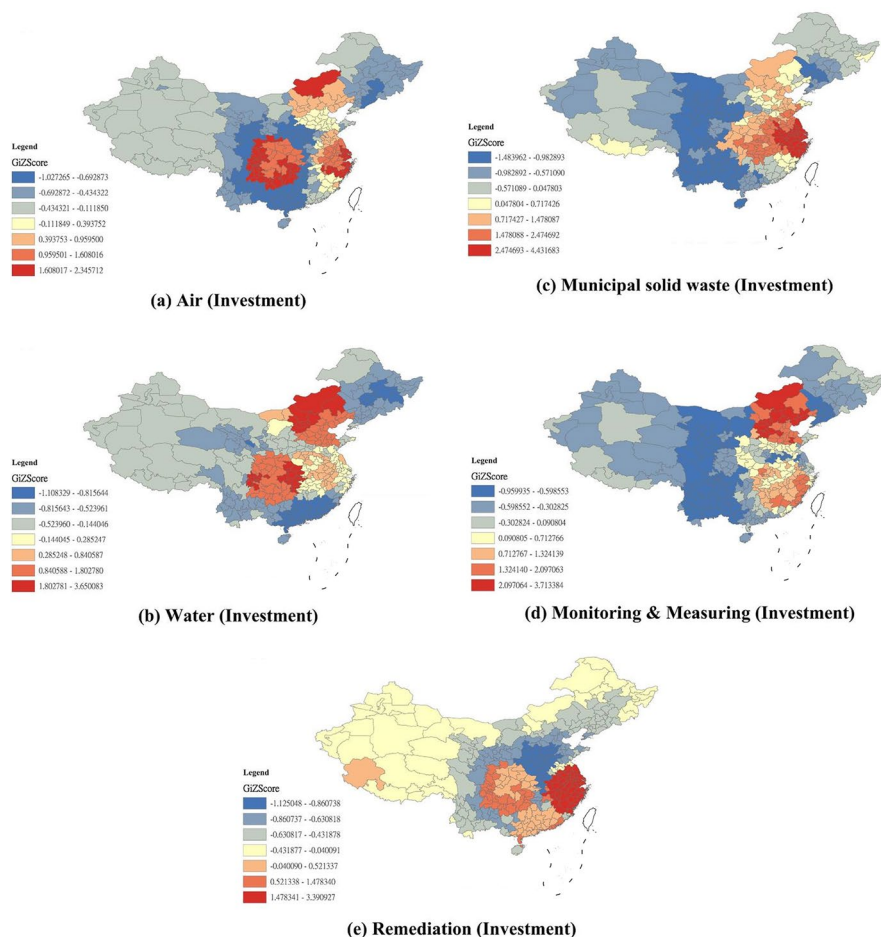 Legend
GiZScore
-1.027265 - -0.692873
-0.692872 - -0.434322
-0.434321 - -0.111850
-0.111849 - 0.393752
0.393753 - 0.959500
0.959501 - 1.608016
1.608017 - 2.345712
(a) Air (Investment)
Legend
GiZScore
-1.483962 - -0.982893
-0.982892 - -0.571090
-0.571089 - 0.047803
0.047804 - 0.717426
0.717427 - 1.478087
1.478088 - 2.474692
2.474693 - 4.431683
(c) Municipal solid waste (Investment)
Legend
GiZScore
-1.108329 - -0.815644
-0.815643 - -0.523961
-0.523960 - -0.144046
-0.144045 - 0.285247
0.285248 - 0.840587
0.840588 - 1.802780
1.802781 - 3.650083
(b) Water (Investment)
Legend
GiZScore
-0.959935 - -0.598553
-0.598552 - -0.302825
-0.302824 - 0.090804
0.090805 - 0.712766
0.712767 - 1.324139
1.324140 - 2.097063
2.097064 - 3.713384
(d) Monitoring & Measuring (Investment)
Legend
GiZScore
-1.125048 - -0.860738
-0.860737 - -0.630818
-0.630817 - -0.431878
-0.431877 - -0.040091
-0.040090 - 0.521337
0.521338 - 1.478340
1.478341 - 3.390927
(e) Remediation (Investment)